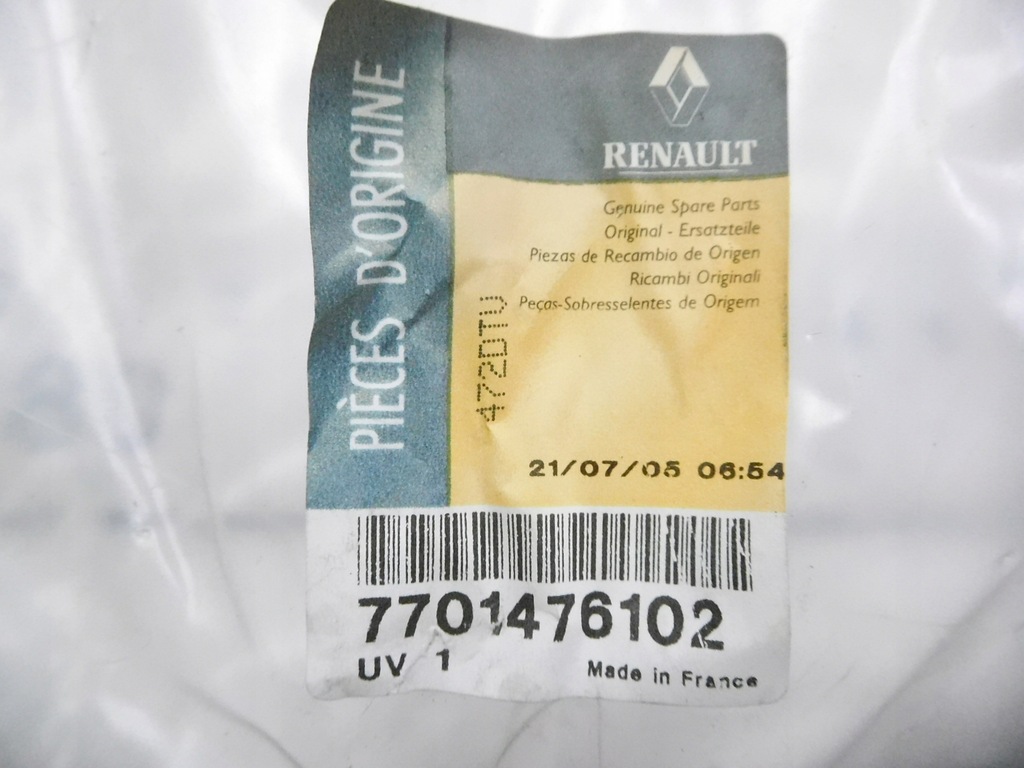 PIÈCES D'ORIGINE
RENAULT
Genuine Spare Parts
Original - Ersatzteile
Piezas de Recambio de Origen
Ricambi Originali
Peças-Sobresselentes de Origem
472DTU
21/07/05 06:54
7701476102
UV 1
Made in France